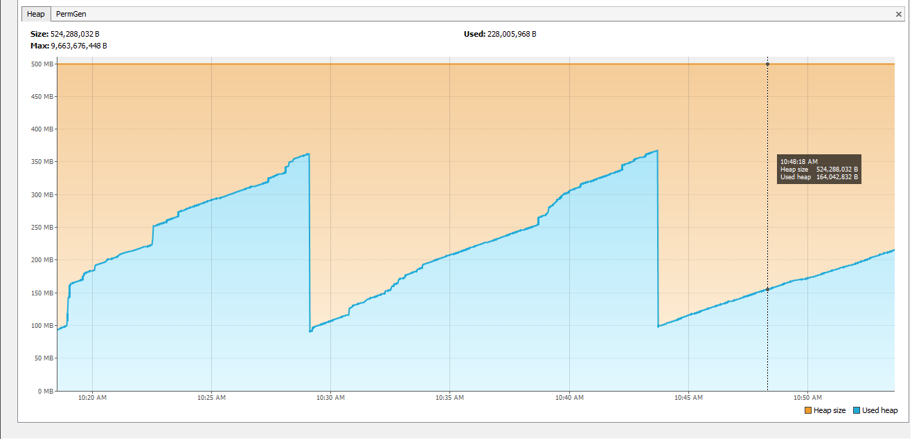 Heap PermGen
Size: 524,288,032 B Used: 228,005,968 B
Max: 9,663,676,448 B
500 MB
450 MB
400 MB
350 MB
300 MB
250 MB
200 MB
150 MB
100 MB
50 MB
0 MB
10:48:18 AM
Heap size 524,288,032 B
Used heap 164,042,832 B
10:20 AM 10:25 AM 10:30 AM 10:35 AM 10:40 AM 10:45 AM 10:50 AM
Heap size Used heap